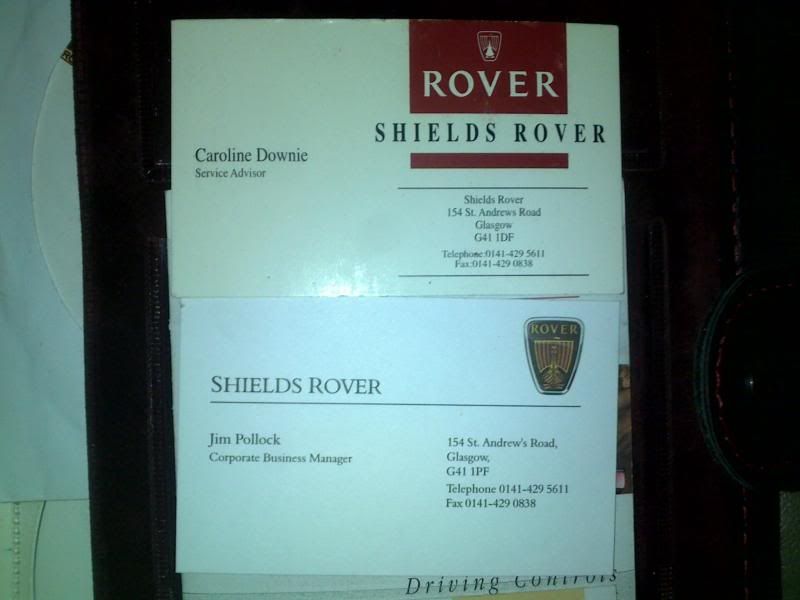 ROVER
SHIELDS ROVER
Caroline Downie
Service Advisor
Shields Rover
154 St. Andrews Road
Glasgow
G41 1DF
Telephone:0141-429 5611
Fax:0141-429 0838
ROVER
SHIELDS ROVER
Jim Pollock
Corporate Business Manager
154 St. Andrew's Road,
Glasgow,
G41 1PF
Telephone 0141-429 5611
Fax 0141-429 0838
Driving Controls